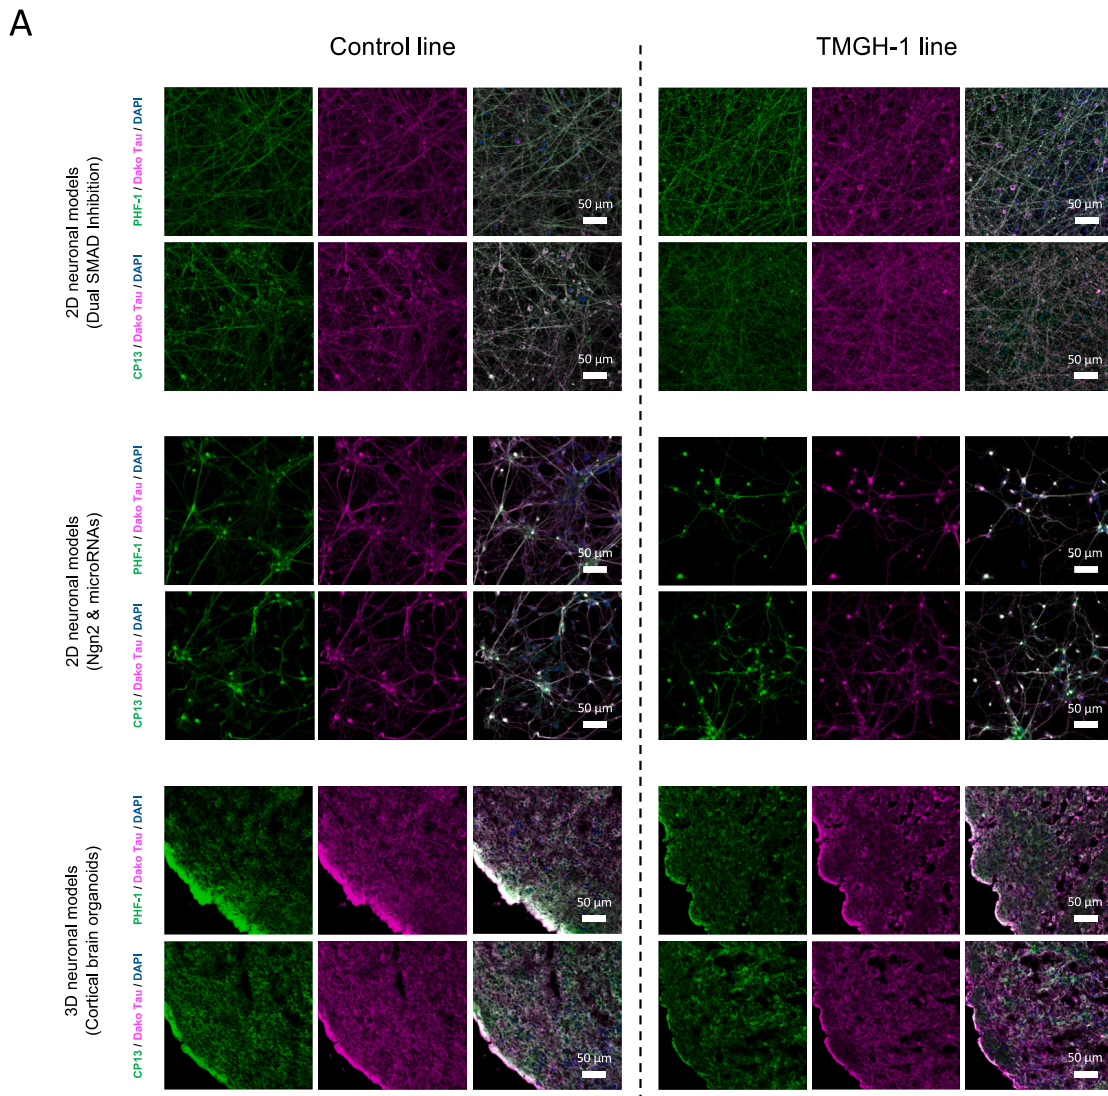 A
Control line
TMGH-1 line
2D neuronal models
(Dual SMAD Inhibition)
PHF-1 / Dako Tau / DAPI
50 µm
50 µm
CP13 / Dako Tau / DAPI
50 µm
50 µm
2D neuronal models
(Ngn2 & microRNAs)
PHF-1 / Dako Tau / DAPI
50 µm
50 µm
CP13 / Dako Tau / DAPI
50 µm
50 µm
3D neuronal models
(Cortical brain organoids)
PHF-1 / Dako Tau / DAPI
50 µm
50 µm
CP13 / Dako Tau / DAPI
50 µm
50 µm